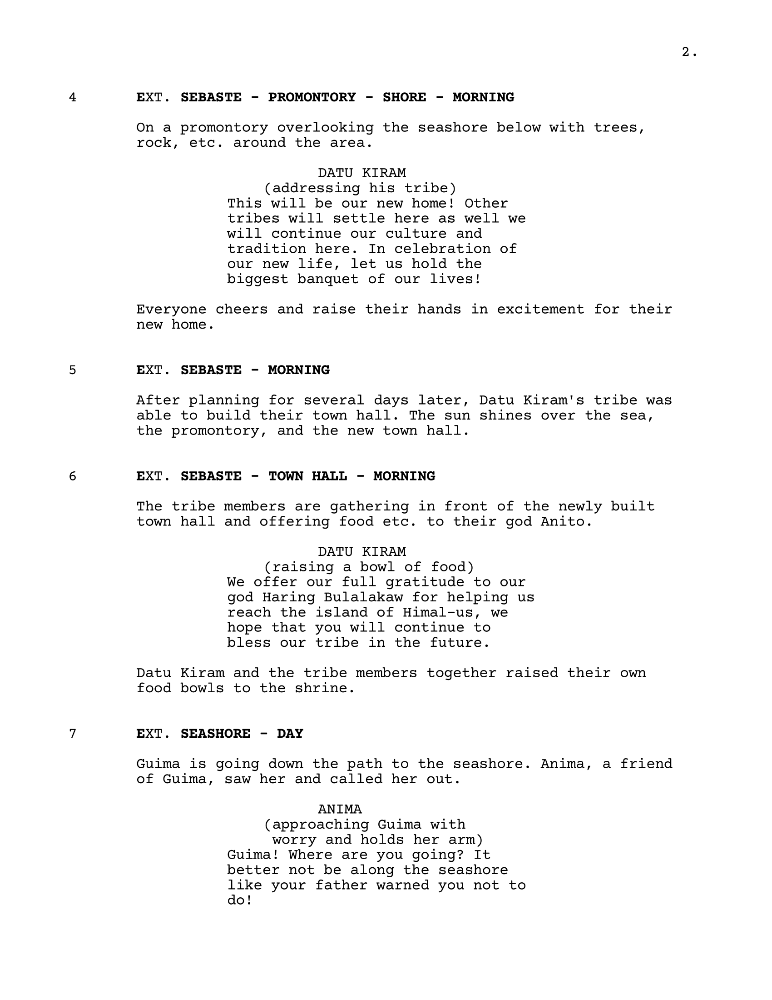 2.
4 EXT. SEBASTE - PROMONTORY - SHORE - MORNING
On a promontory overlooking the seashore below with trees,
rock, etc. around the area.
DATU KIRAM
(addressing his tribe)
This will be our new home! Other
tribes will settle here as well we
will continue our culture and
tradition here. In celebration of
our new life, let us hold the
biggest banquet of our lives!
Everyone cheers and raise their hands in excitement for their
new home.
5 EXT. SEBASTE - MORNING
After planning for several days later, Datu Kiram's tribe was
able to build their town hall. The sun shines over the sea,
the promontory, and the new town hall.
6 EXT. SEBASTE - TOWN HALL - MORNING
The tribe members are gathering in front of the newly built
town hall and offering food etc. to their god Anito.
DATU KIRAM
(raising a bowl of food)
We offer our full gratitude to our
god Haring Bulalakaw for helping us
reach the island of Himal-us, we
hope that you will continue to
bless our tribe in the future.
Datu Kiram and the tribe members together raised their own
food bowls to the shrine.
7 EXT. SEASHORE - DAY
Guima is going down the path to the seashore. Anima, a friend
of Guima, saw her and called her out.
ANIMA
(approaching Guima with
worry and holds her arm)
Guima! Where are you going? It
better not be along the seashore
like your father warned you not to
do!